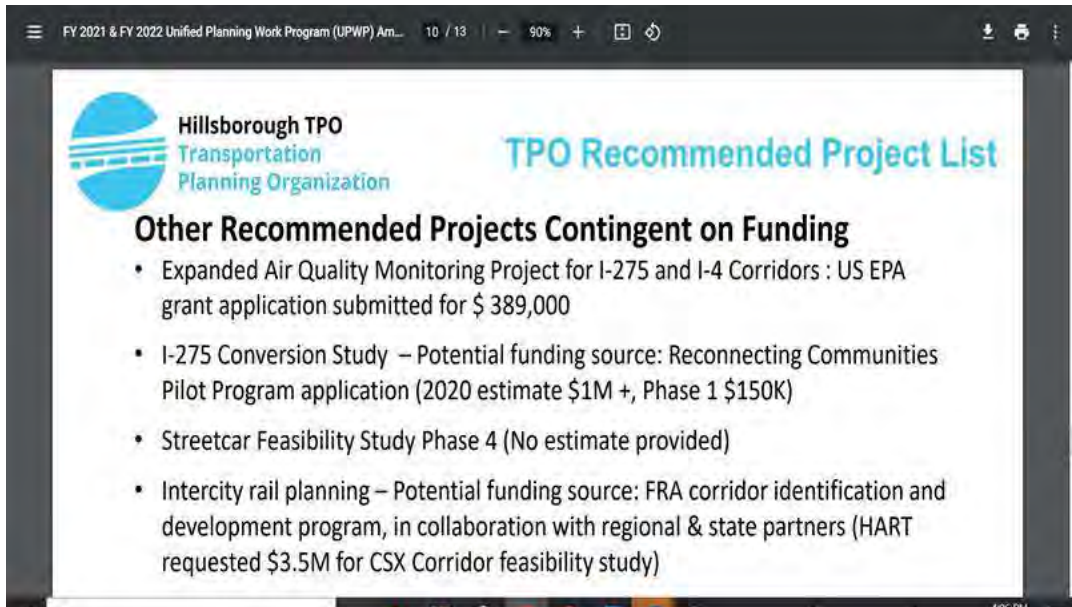 FY 2021 & FY 2022 Unified Planning Work Program (UPWP) Am... 10 / 13 | − 90% +
Hillsborough TPO
Transportation
Planning Organization
TPO Recommended Project List
Other Recommended Projects Contingent on Funding
• Expanded Air Quality Monitoring Project for I-275 and I-4 Corridors : US EPA
grant application submitted for $ 389,000
• I-275 Conversion Study – Potential funding source: Reconnecting Communities
Pilot Program application (2020 estimate $1M +, Phase 1 $150K)
• Streetcar Feasibility Study Phase 4 (No estimate provided)
• Intercity rail planning – Potential funding source: FRA corridor identification and
development program, in collaboration with regional & state partners (HART
requested $3.5M for CSX Corridor feasibility study)